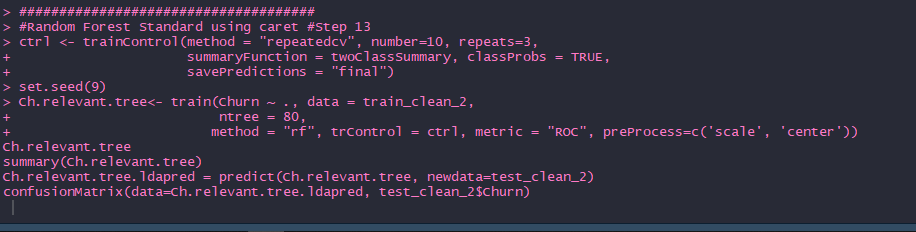 > #####################################
> #Random Forest Standard using caret #Step 13
> ctrl <- trainControl(method = "repeatedcv", number=10, repeats=3,
+                      summaryFunction = twoClassSummary, classProbs = TRUE,
+                      savePredictions = "final")
> set.seed(9)
> Ch.relevant.tree<- train(Churn ~ ., data = train_clean_2,
+                          ntree = 80,
+                         method = "rf", trControl = ctrl, metric = "ROC", preProcess=c('scale', 'center'))
Ch.relevant.tree
summary(Ch.relevant.tree)
Ch.relevant.tree.ldapred = predict(Ch.relevant.tree, newdata=test_clean_2)
confusionMatrix(data=Ch.relevant.tree.ldapred, test_clean_2$Churn)